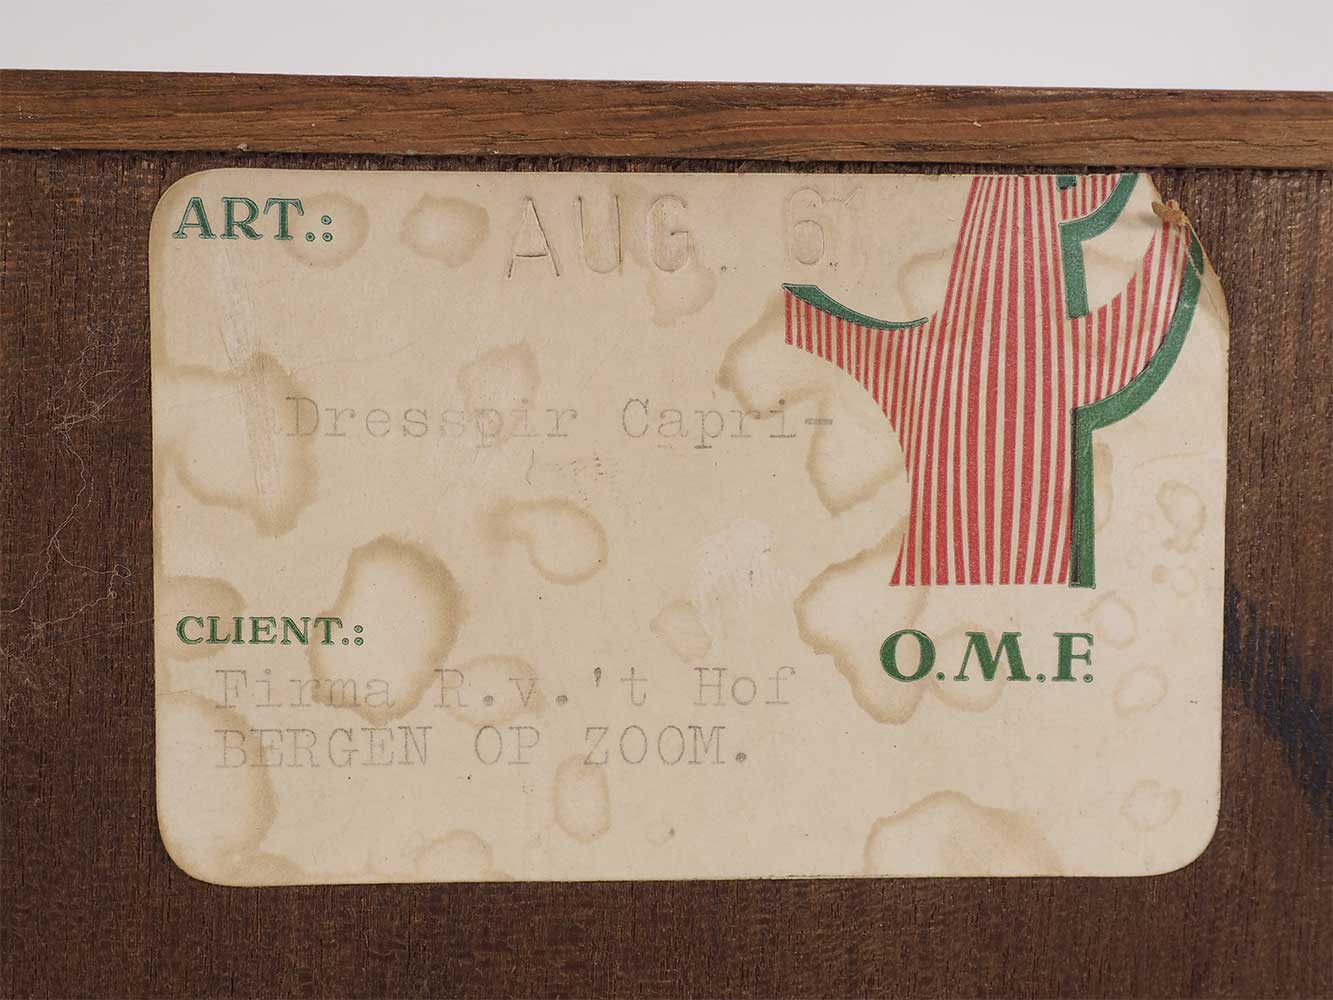 ART.:
AUG. 61
Dresspir Capri-
CLIENT.:
Firma R.v.'t Hof
BERGEN OP ZOOM.
O.M.F.